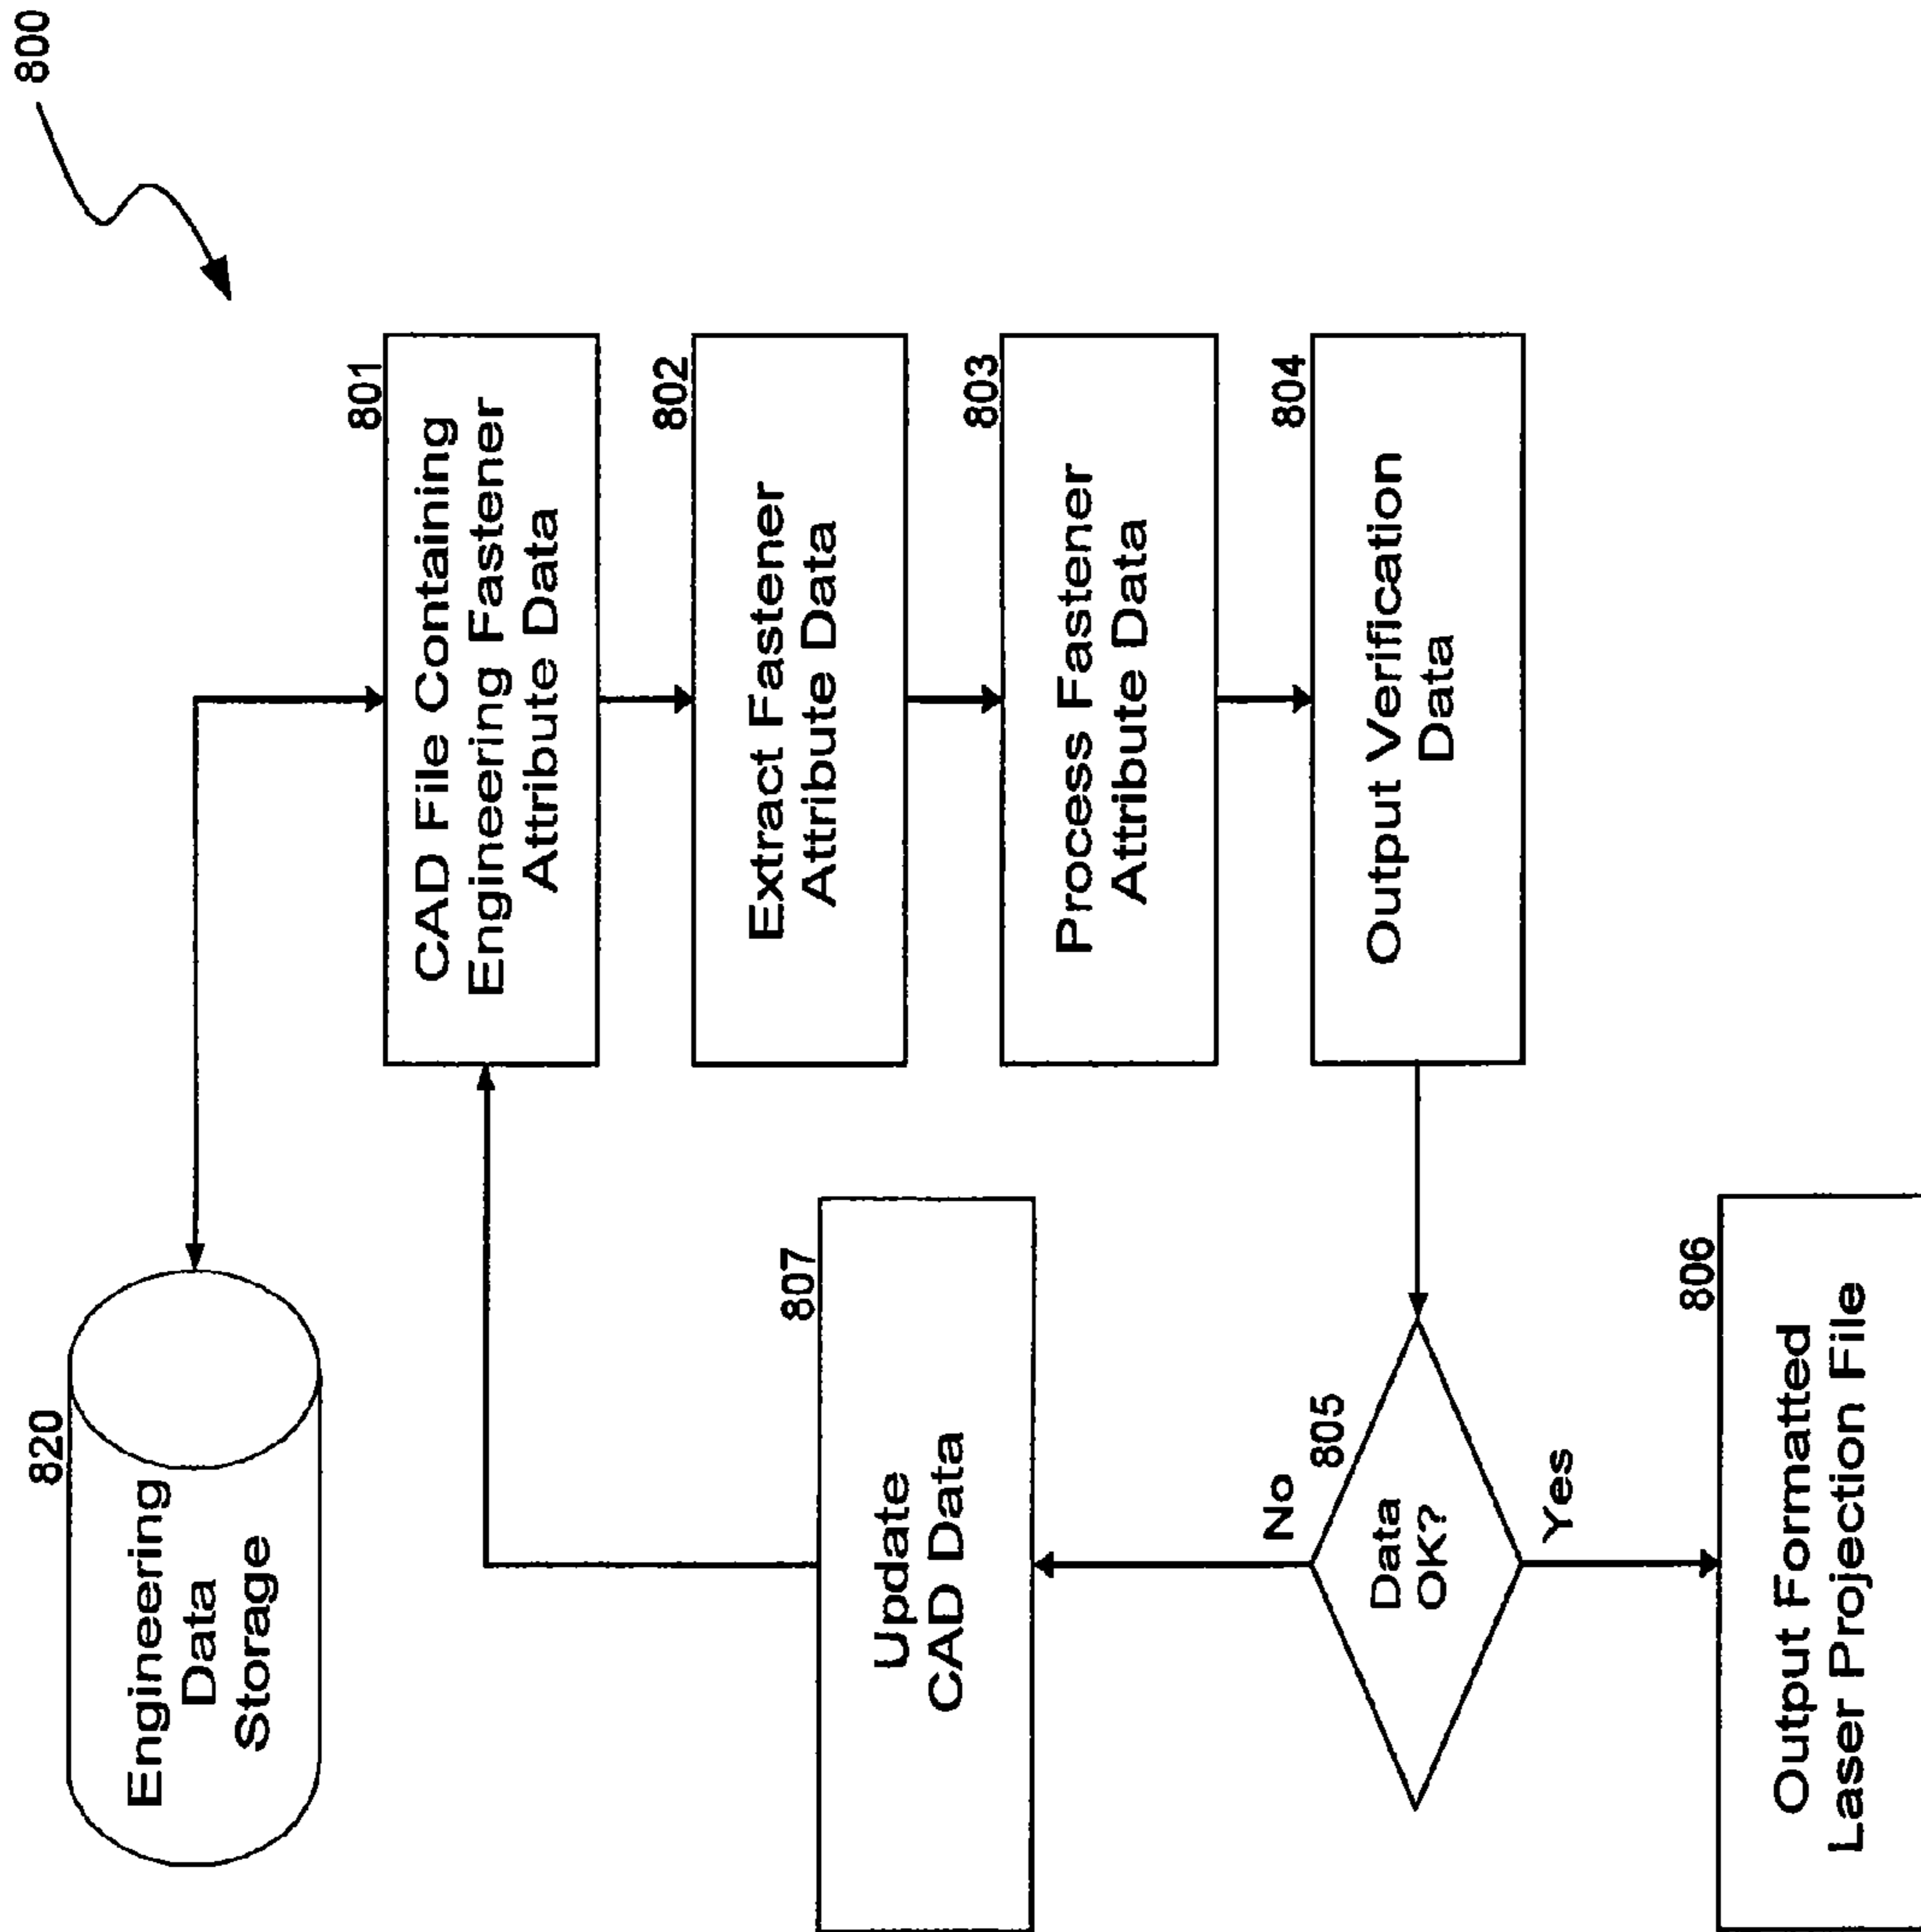 800
820
Engineering
Data
Storage
801
CAD File Containing
Engineering Fastener
Attribute Data
802
Extract Fastener
Attribute Data
803
Process Fastener
Attribute Data
804
Output Verification
Data
805
Data
OK?
No
Yes
807
Update
CAD Data
806
Output Formatted
Laser Projection File